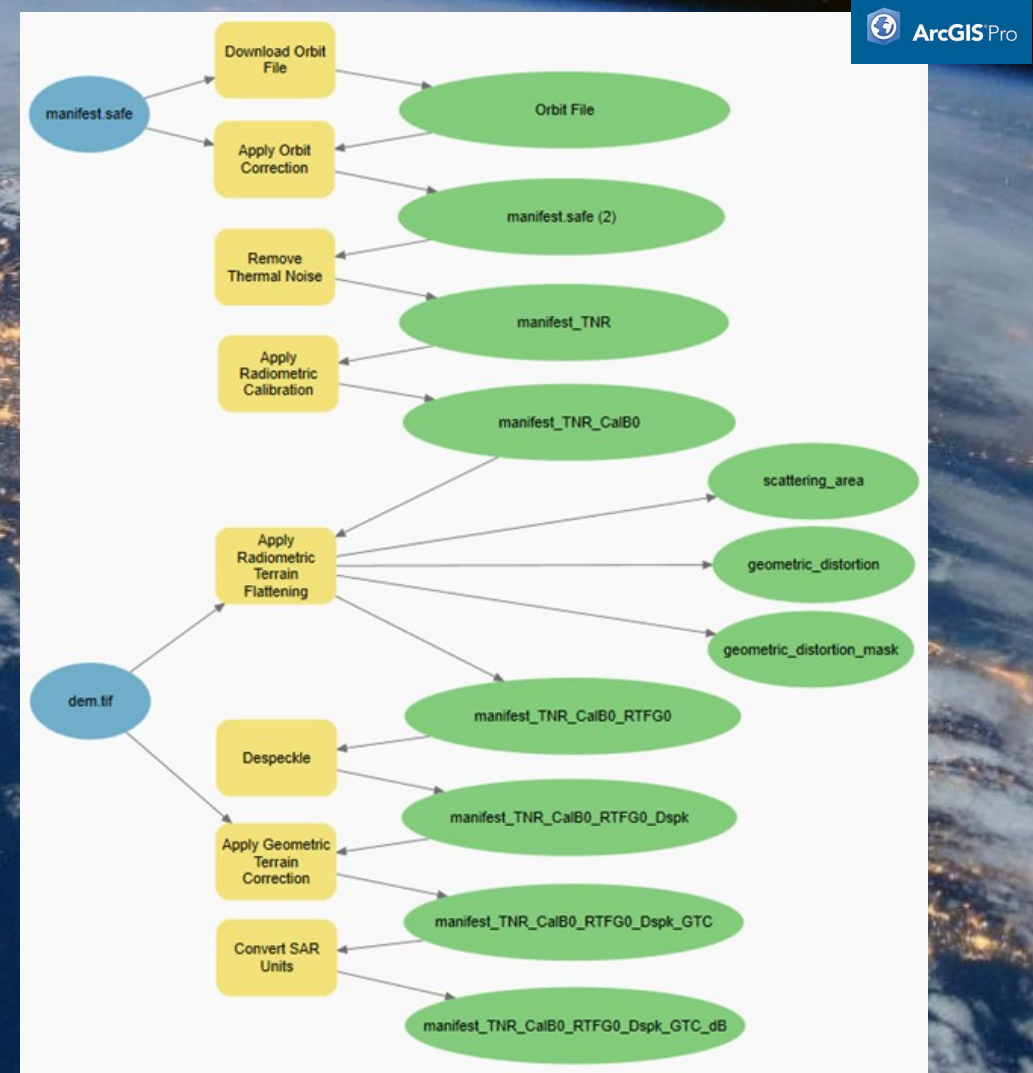 ArcGIS Pro
Download Orbit
File
manifest.safe
Orbit File
Apply Orbit
Correction
manifest.safe (2)
Remove
Thermal Noise
manifest_TNR
Apply
Radiometric
Calibration
manifest_TNR_CalB0
scattering_area
Apply
Radiometric
Terrain
Flattening
geometric_distortion
geometric_distortion_mask
dem.tif
manifest_TNR_CalB0_RTFG0
Despeckle
manifest_TNR_CalB0_RTFG0_Dspk
Apply Geometric
Terrain
Correction
manifest_TNR_CalB0_RTFG0_Dspk_GTC
Convert SAR
Units
manifest_TNR_CalB0_RTFG0_Dspk_GTC_dB